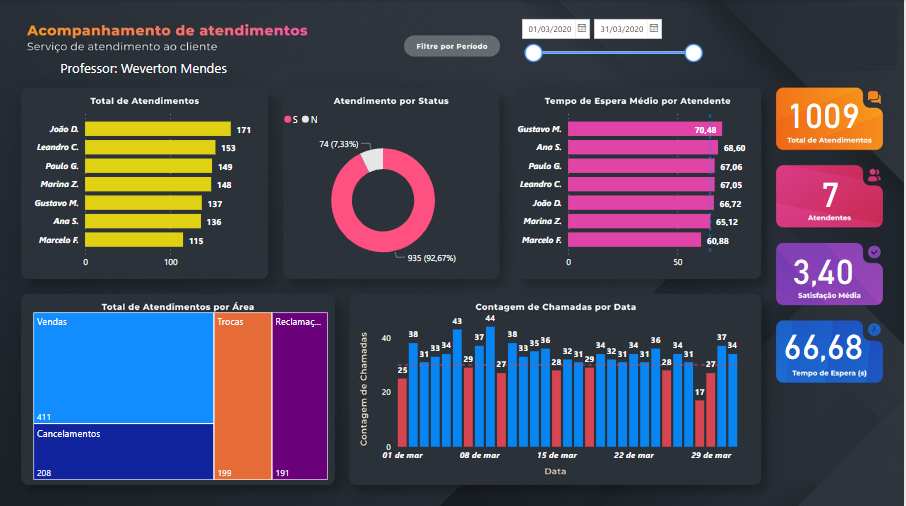 Acompanhamento de atendimentos
Serviço de atendimento ao cliente
Professor: Weverton Mendes
Filtre por Período
01/03/2020
31/03/2020
Total de Atendimentos
João D. 171
Leandro C. 153
Paulo G. 149
Marina Z. 148
Gustavo M. 137
Ana S. 136
Marcelo F. 115
0 100
Atendimento por Status
S N
74 (7,33%)
935 (92,67%)
Tempo de Espera Médio por Atendente
Gustavo M. 70,48
Ana S. 68,60
Paulo G. 67,06
Leandro C. 67,05
João D. 66,72
Marina Z. 65,12
Marcelo F. 60,88
0 50
1009
Total de Atendimentos
7
Atendentes
3,40
Satisfação Média
66,68
Tempo de Espera (s)
Total de Atendimentos por Área
Vendas
411
Cancelamentos
208
Trocas
199
Reclamaç...
191
Contagem de Chamadas por Data
Contagem de Chamadas
40
20
0
25 38 31 33 34 43 29 37 44 27 38 33 35 36 28 32 31 29 34 32 31 34 31 36 28 34 31 17 27 37 34
01 de mar 08 de mar 15 de mar 22 de mar 29 de mar
Data